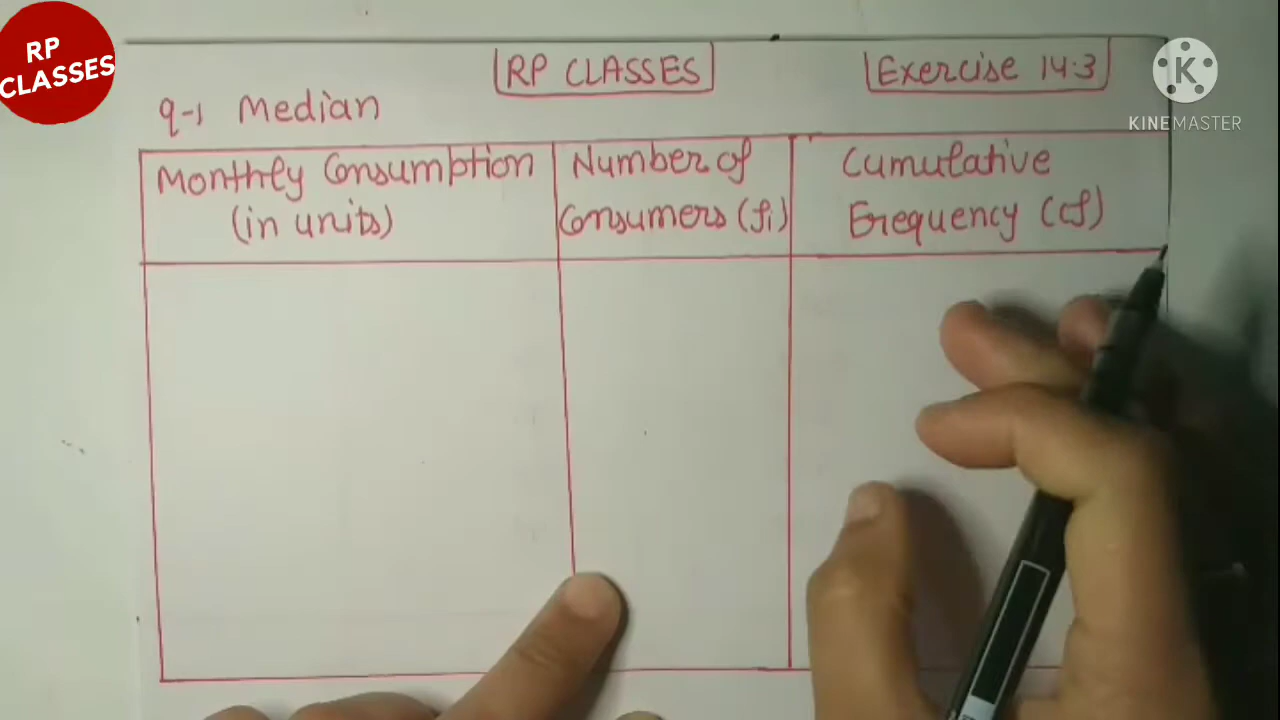 RP
CLASSES
RP CLASSES
Exercise 14.3
K
KINEMASTER
q-1 Median
Monthly Consumption
(in units)
Number of
Consumers (fi)
Cumulative
Frequency (cf)